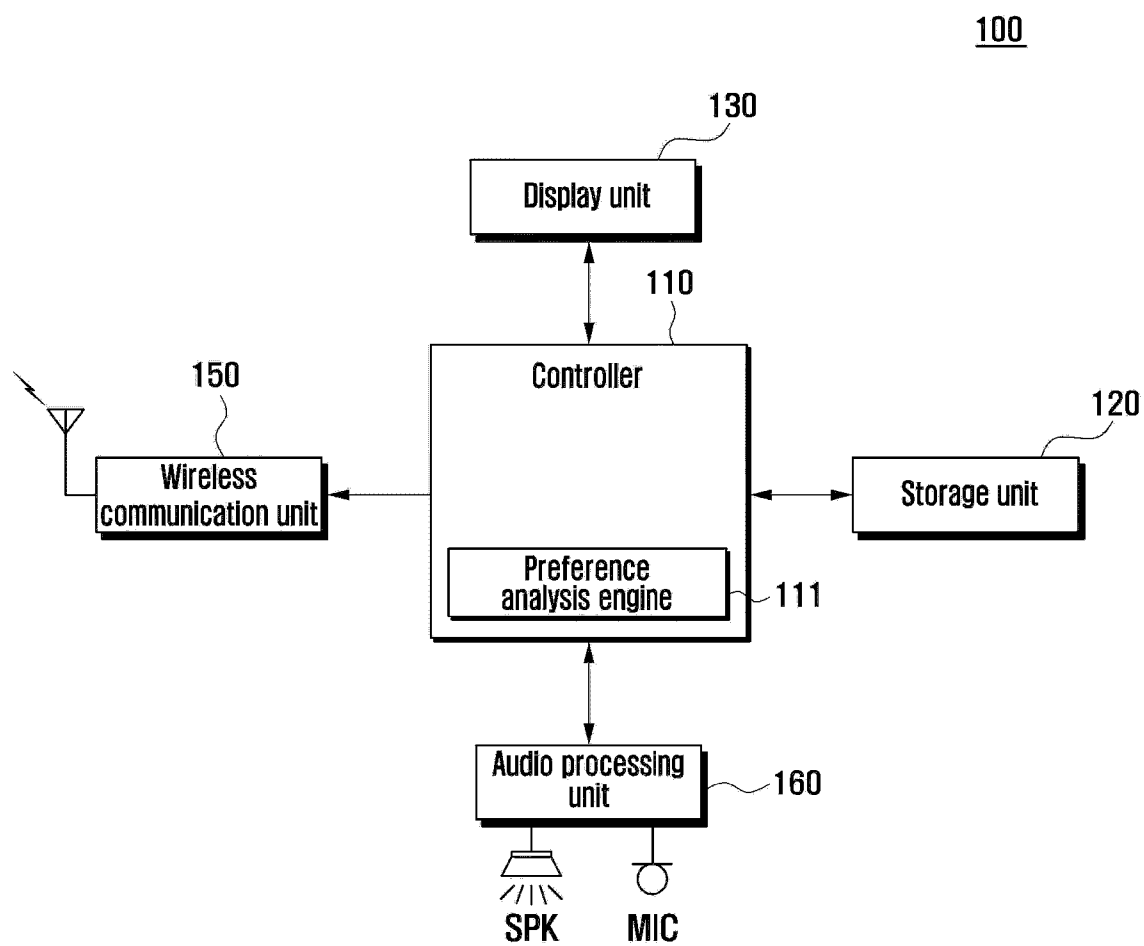 100
130
Display unit
110
Controller
150
Wireless
communication unit
120
Storage unit
Preference
analysis engine
111
Audio processing
unit
160
SPK
MIC